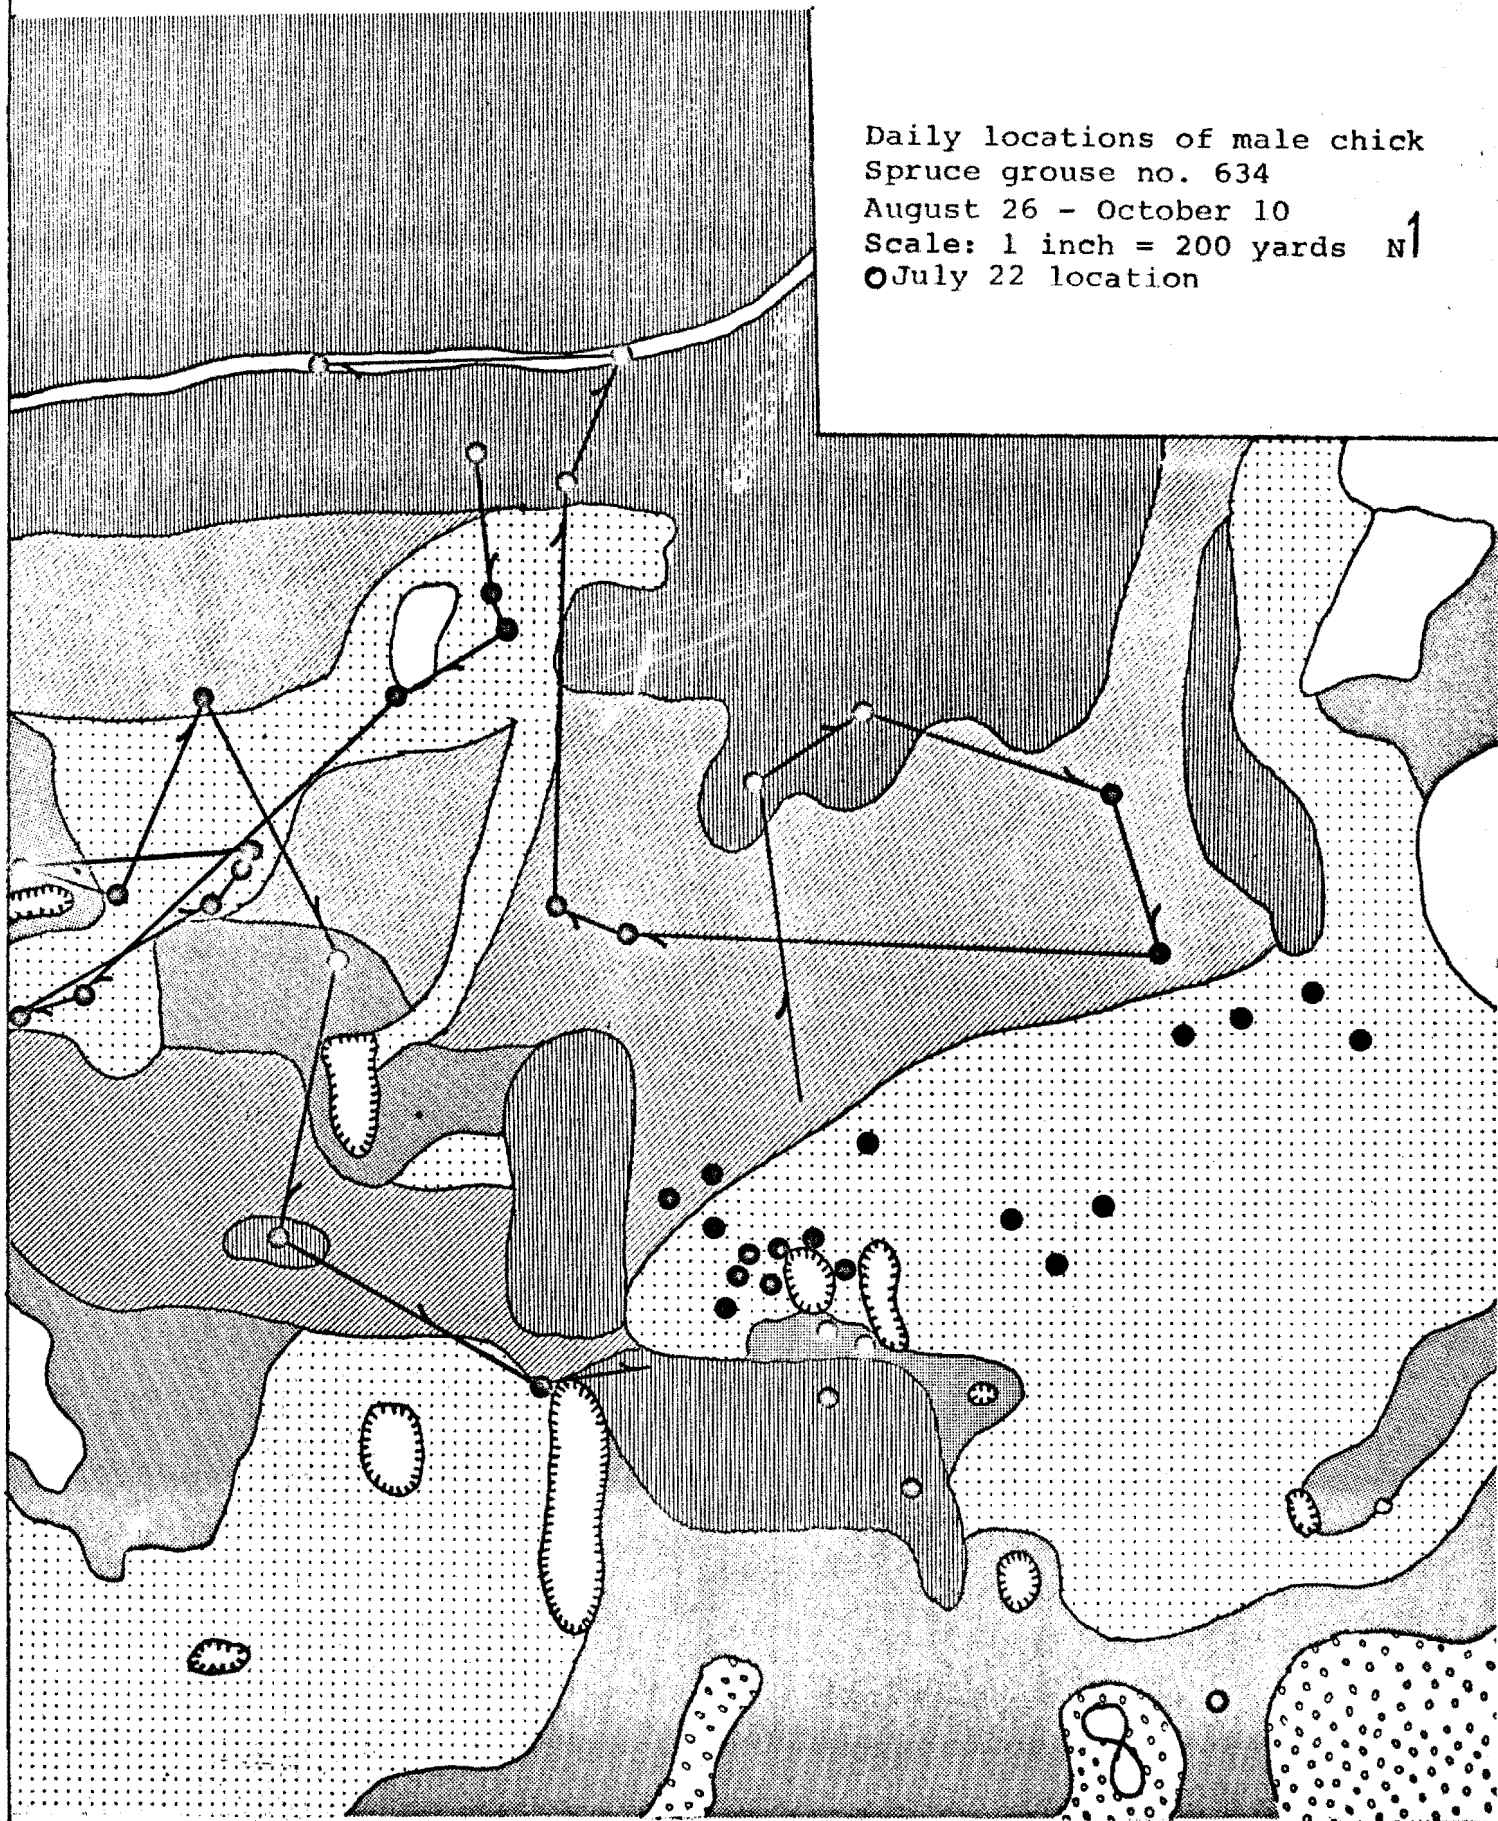 Daily locations of male chick
Spruce grouse no. 634
August 26 - October 10
Scale: 1 inch = 200 yards N
July 22 location